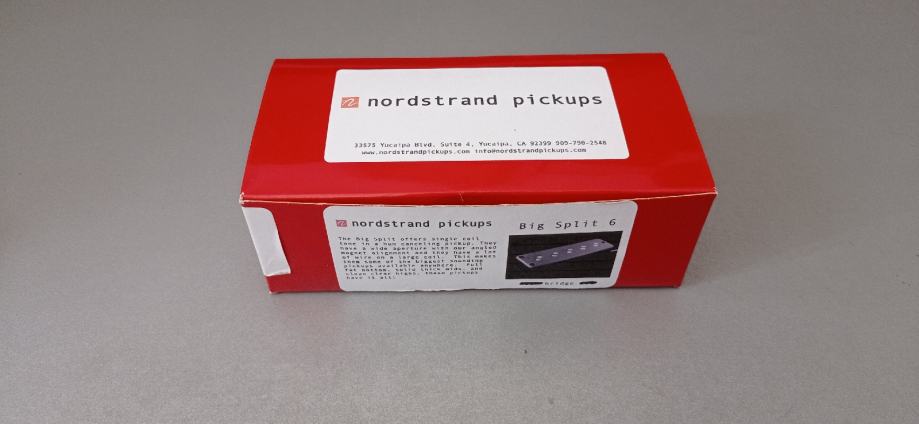 nordstrand pickups
33575 Yucaipa Blvd. Suite 4, Yucaipa, CA 92399 909-790-2548
www.nordstrandpickups.com info@nordstrandpickups.com
nordstrand pickups
Big Split 6
The Big Split offers single coil
tone in a hum canceling pickup. They
have a wide aperture with our angled
magnet alignment and they have a lot
of wire on a large coil. This makes
them some of the biggest sounding
pickups available anywhere. Full
fat bottom, solid thick mids, and
clear highs, these pickups
have it all!
bridge